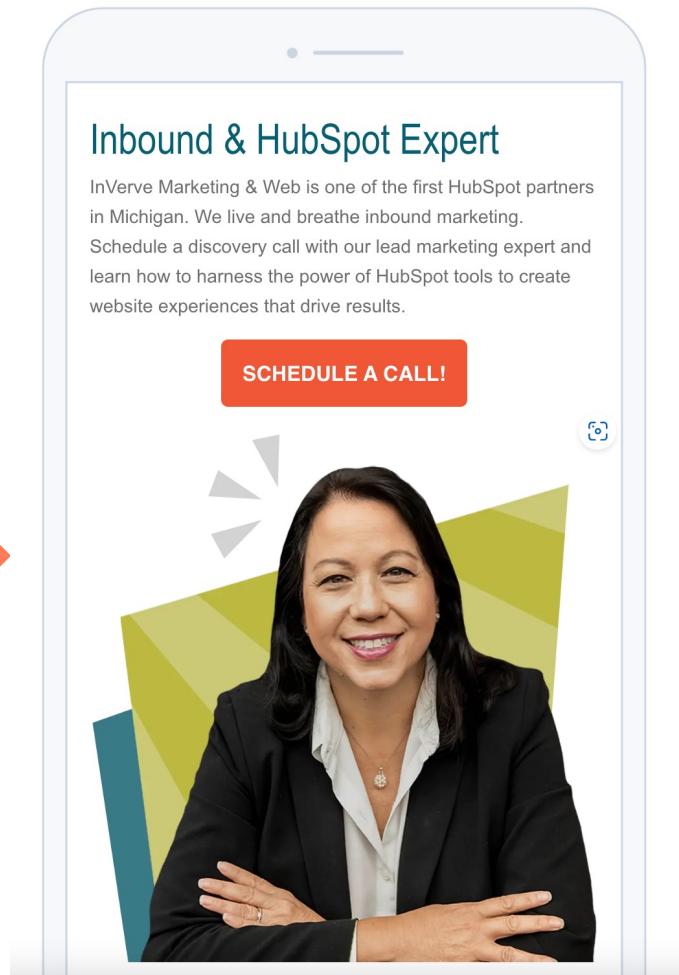 Inbound & HubSpot Expert
InVerve Marketing & Web is one of the first HubSpot partners
in Michigan. We live and breathe inbound marketing.
Schedule a discovery call with our lead marketing expert and
learn how to harness the power of HubSpot tools to create
website experiences that drive results.
SCHEDULE A CALL!